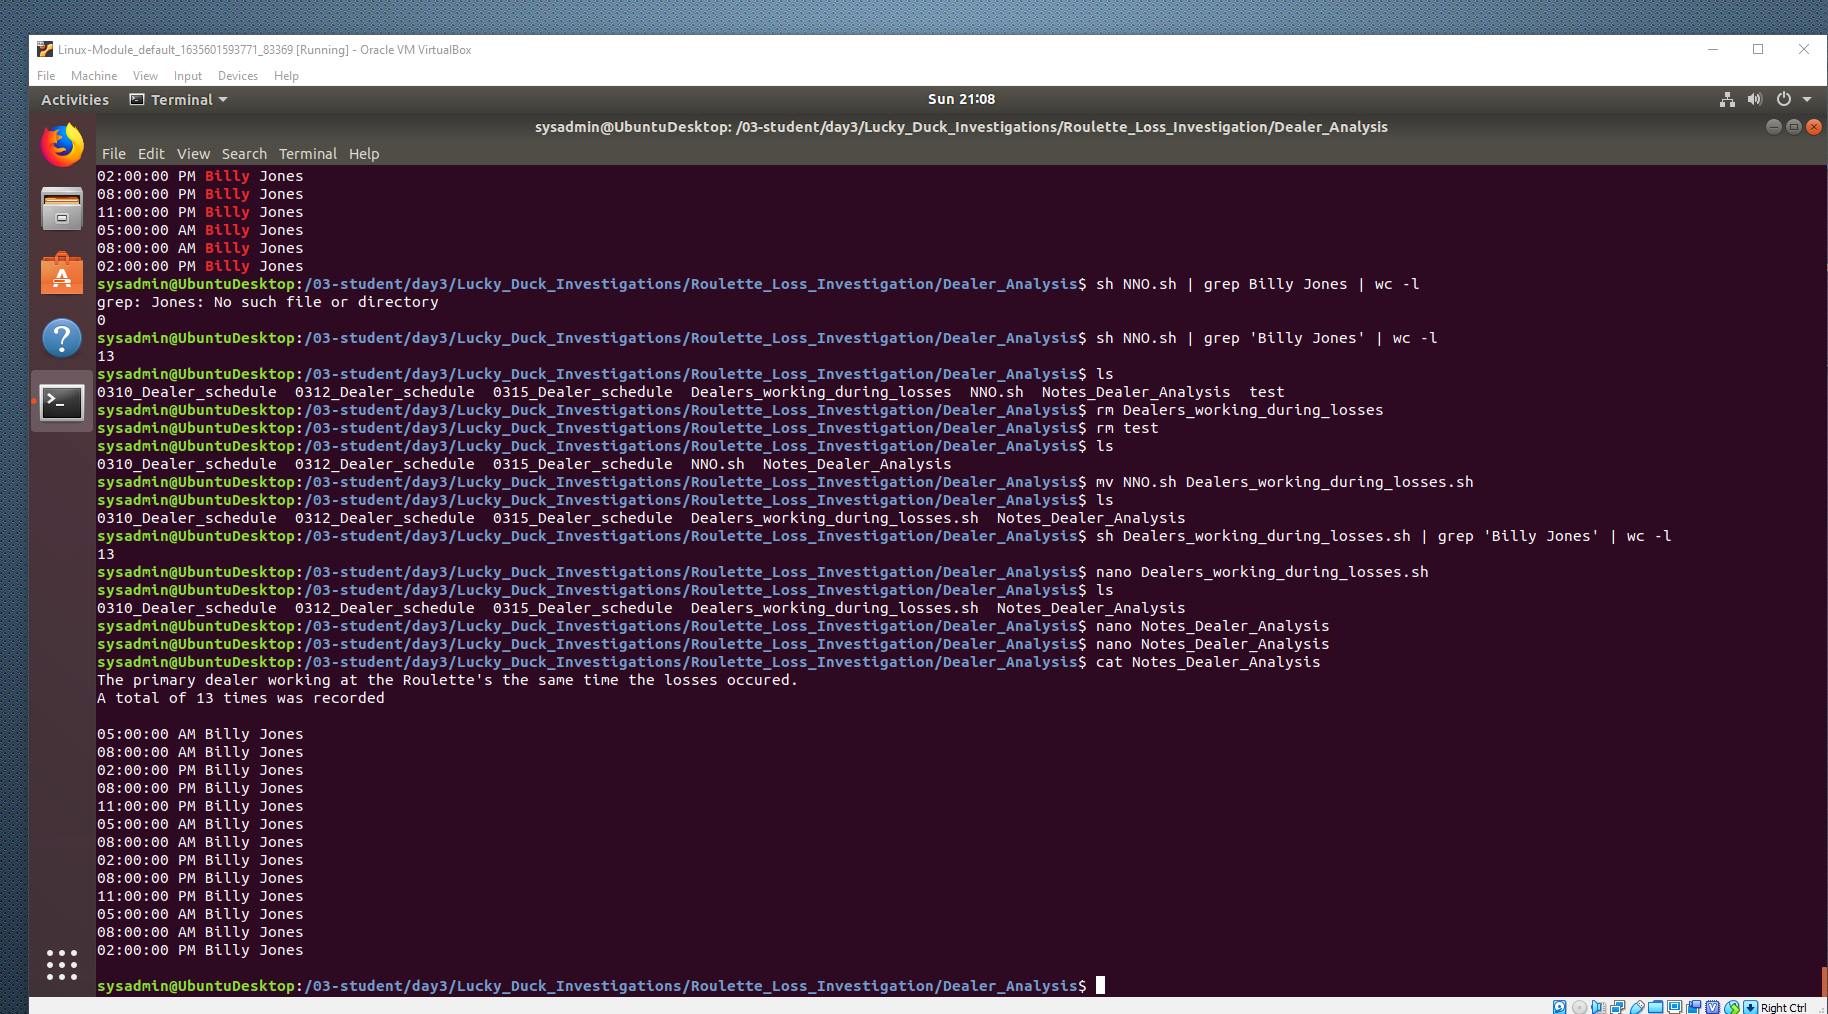 Linux-Module_default_1635601593771_83369 [Running] - Oracle VM VirtualBox
File Machine View Input Devices Help
Activities Terminal Sun 21:08
sysadmin@UbuntuDesktop: /03-student/day3/Lucky_Duck_Investigations/Roulette_Loss_Investigation/Dealer_Analysis
File Edit View Search Terminal Help
02:00:00 PM Billy Jones
08:00:00 PM Billy Jones
11:00:00 PM Billy Jones
05:00:00 AM Billy Jones
08:00:00 AM Billy Jones
02:00:00 PM Billy Jones
sysadmin@UbuntuDesktop:/03-student/day3/Lucky_Duck_Investigations/Roulette_Loss_Investigation/Dealer_Analysis$ sh NNO.sh | grep Billy Jones | wc -l
grep: Jones: No such file or directory
0
sysadmin@UbuntuDesktop:/03-student/day3/Lucky_Duck_Investigations/Roulette_Loss_Investigation/Dealer_Analysis$ sh NNO.sh | grep 'Billy Jones' | wc -l
13
sysadmin@UbuntuDesktop:/03-student/day3/Lucky_Duck_Investigations/Roulette_Loss_Investigation/Dealer_Analysis$ ls
0310_Dealer_schedule 0312_Dealer_schedule 0315_Dealer_schedule Dealers_working_during_losses NNO.sh Notes_Dealer_Analysis test
sysadmin@UbuntuDesktop:/03-student/day3/Lucky_Duck_Investigations/Roulette_Loss_Investigation/Dealer_Analysis$ rm Dealers_working_during_losses
sysadmin@UbuntuDesktop:/03-student/day3/Lucky_Duck_Investigations/Roulette_Loss_Investigation/Dealer_Analysis$ rm test
sysadmin@UbuntuDesktop:/03-student/day3/Lucky_Duck_Investigations/Roulette_Loss_Investigation/Dealer_Analysis$ ls
0310_Dealer_schedule 0312_Dealer_schedule 0315_Dealer_schedule NNO.sh Notes_Dealer_Analysis
sysadmin@UbuntuDesktop:/03-student/day3/Lucky_Duck_Investigations/Roulette_Loss_Investigation/Dealer_Analysis$ mv NNO.sh Dealers_working_during_losses.sh
sysadmin@UbuntuDesktop:/03-student/day3/Lucky_Duck_Investigations/Roulette_Loss_Investigation/Dealer_Analysis$ ls
0310_Dealer_schedule 0312_Dealer_schedule 0315_Dealer_schedule Dealers_working_during_losses.sh Notes_Dealer_Analysis
sysadmin@UbuntuDesktop:/03-student/day3/Lucky_Duck_Investigations/Roulette_Loss_Investigation/Dealer_Analysis$ sh Dealers_working_during_losses.sh | grep 'Billy Jones' | wc -l
13
sysadmin@UbuntuDesktop:/03-student/day3/Lucky_Duck_Investigations/Roulette_Loss_Investigation/Dealer_Analysis$ nano Dealers_working_during_losses.sh
sysadmin@UbuntuDesktop:/03-student/day3/Lucky_Duck_Investigations/Roulette_Loss_Investigation/Dealer_Analysis$ ls
0310_Dealer_schedule 0312_Dealer_schedule 0315_Dealer_schedule Dealers_working_during_losses.sh Notes_Dealer_Analysis
sysadmin@UbuntuDesktop:/03-student/day3/Lucky_Duck_Investigations/Roulette_Loss_Investigation/Dealer_Analysis$ nano Notes_Dealer_Analysis
sysadmin@UbuntuDesktop:/03-student/day3/Lucky_Duck_Investigations/Roulette_Loss_Investigation/Dealer_Analysis$ nano Notes_Dealer_Analysis
sysadmin@UbuntuDesktop:/03-student/day3/Lucky_Duck_Investigations/Roulette_Loss_Investigation/Dealer_Analysis$ cat Notes_Dealer_Analysis
The primary dealer working at the Roulette's the same time the losses occured.
A total of 13 times was recorded
05:00:00 AM Billy Jones
08:00:00 AM Billy Jones
02:00:00 PM Billy Jones
08:00:00 PM Billy Jones
11:00:00 PM Billy Jones
05:00:00 AM Billy Jones
08:00:00 AM Billy Jones
02:00:00 PM Billy Jones
08:00:00 PM Billy Jones
11:00:00 PM Billy Jones
05:00:00 AM Billy Jones
08:00:00 AM Billy Jones
02:00:00 PM Billy Jones
sysadmin@UbuntuDesktop:/03-student/day3/Lucky_Duck_Investigations/Roulette_Loss_Investigation/Dealer_Analysis$
Right Ctrl